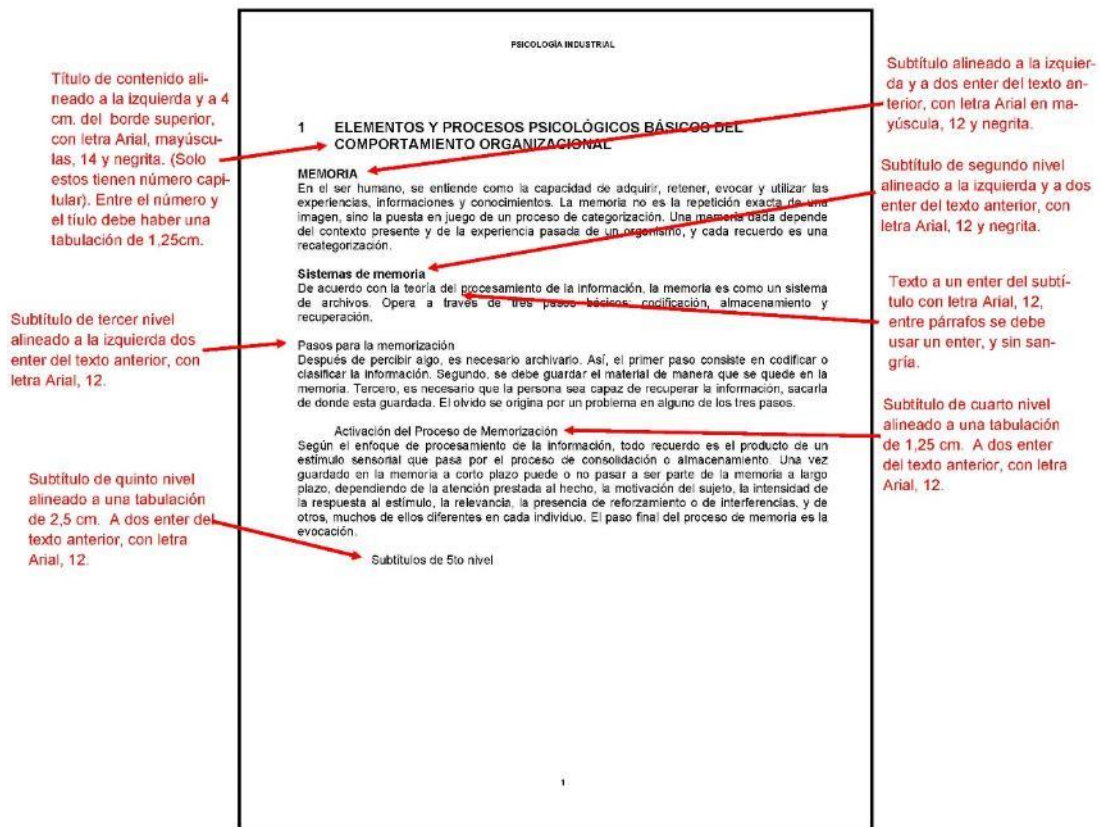 PSICOLOGÍA INDUSTRIAL
Título de contenido ali-
neado a la izquierda y a 4
cm. del borde superior,
con letra Arial, mayúscu-
las, 14 y negrita. (Solo
estos tienen número capi-
tular). Entre el número y
el tíulo debe haber una
tabulación de 1,25cm.
Subtítulo de tercer nivel
alineado a la izquierda dos
enter del texto anterior, con
letra Arial, 12.
Subtítulo de quinto nivel
alineado a una tabulación
de 2,5 cm. A dos enter del
texto anterior, con letra
Arial, 12.
1 ELEMENTOS Y PROCESOS PSICOLÓGICOS BÁSICOS DEL
COMPORTAMIENTO ORGANIZACIONAL
MEMORIA
En el ser humano, se entiende como la capacidad de adquirir, retener, evocar y utilizar las
experiencias, informaciones y conocimientos. La memoria no es la repetición exacta de una
imagen, sino la puesta en juego de un proceso de categorización. Una memoria dada depende
del contexto presente y de la experiencia pasada de un organismo, y cada recuerdo es una
recategorización.
Sistemas de memoria
De acuerdo con la teoría del procesamiento de la información, la memoria es como un sistema
de archivos. Opera a través de tres pasos básicos: codificación, almacenamiento y
recuperación.
Pasos para la memorización
Después de percibir algo, es necesario archivarlo. Así, el primer paso consiste en codificar o
clasificar la información. Segundo, se debe guardar el material de manera que se quede en la
memoria. Tercero, es necesario que la persona sea capaz de recuperar la información, sacarla
de donde esta guardada. El olvido se origina por un problema en alguno de los tres pasos.
Activación del Proceso de Memorización
Según el enfoque de procesamiento de la información, todo recuerdo es el producto de un
estímulo sensorial que pasa por el proceso de consolidación o almacenamiento. Una vez
guardado en la memoria a corto plazo puede o no pasar a ser parte de la memoria a largo
plazo, dependiendo de la atención prestada al hecho, la motivación del sujeto, la intensidad de
la respuesta al estímulo, la relevancia, la presencia de reforzamiento o de interferencias, y de
otros, muchos de ellos diferentes en cada individuo. El paso final del proceso de memoria es la
evocación.
Subtítulos de 5to nivel
1
Subtítulo alineado a la izquier-
da y a dos enter del texto an-
terior, con letra Arial en ma-
yúscula, 12 y negrita.
Subtítulo de segundo nivel
alineado a la izquierda y a dos
enter del texto anterior, con
letra Arial, 12 y negrita.
Texto a un enter del subtí-
tulo con letra Arial, 12,
entre párrafos se debe
usar un enter, y sin san-
gría.
Subtítulo de cuarto nivel
alineado a una tabulación
de 1,25 cm. A dos enter
del texto anterior, con letra
Arial, 12.